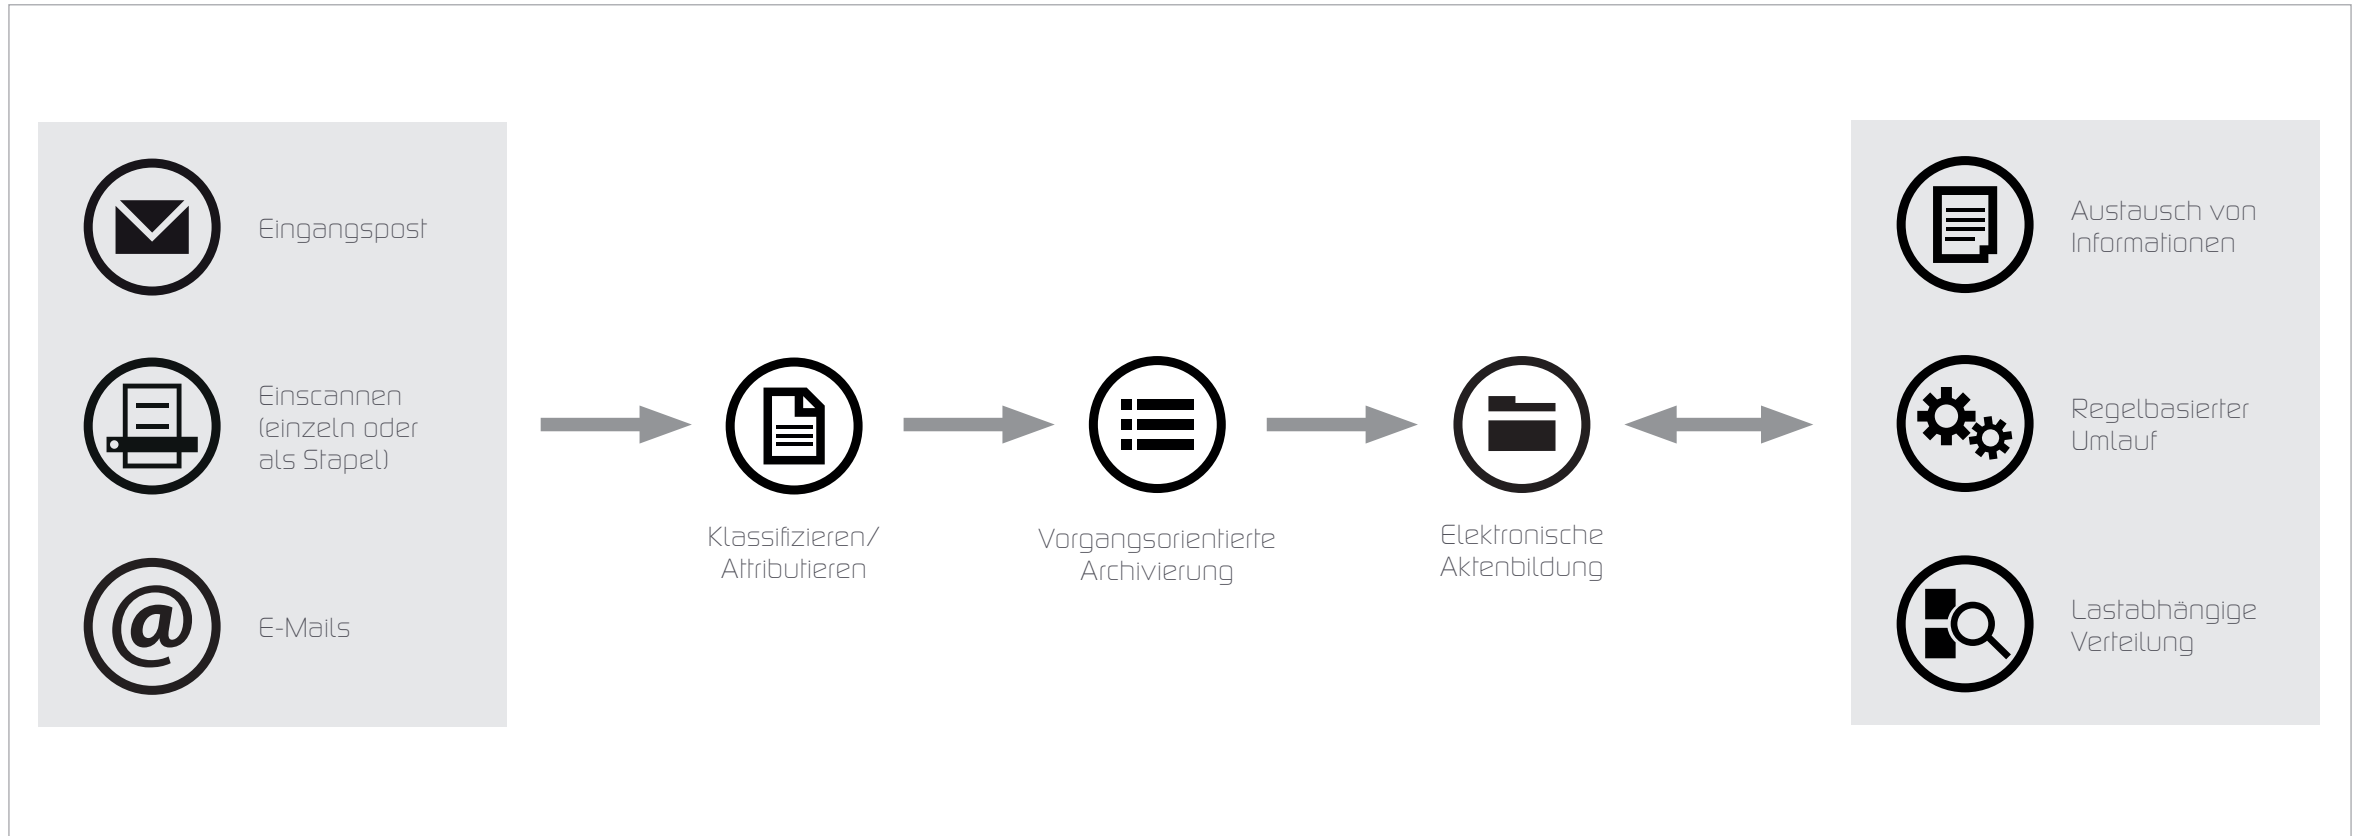 Eingangspost
Einscannen
(einzeln oder
als Stapel)
E-Mails
Klassifizieren/
Attributieren
Vorgangsorientierte
Archivierung
Elektronische
Aktenbildung
Austausch von
Informationen
Regelbasierter
Umlauf
Lastabhängige
Verteilung